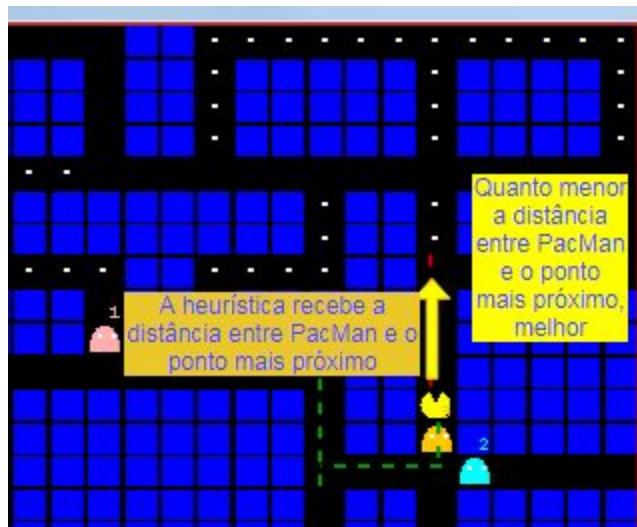 Quanto menor
a distância
entre PacMan
e o ponto
mais próximo,
melhor
1
A heurística recebe a
distância entre PacMan e o
ponto mais próximo
2